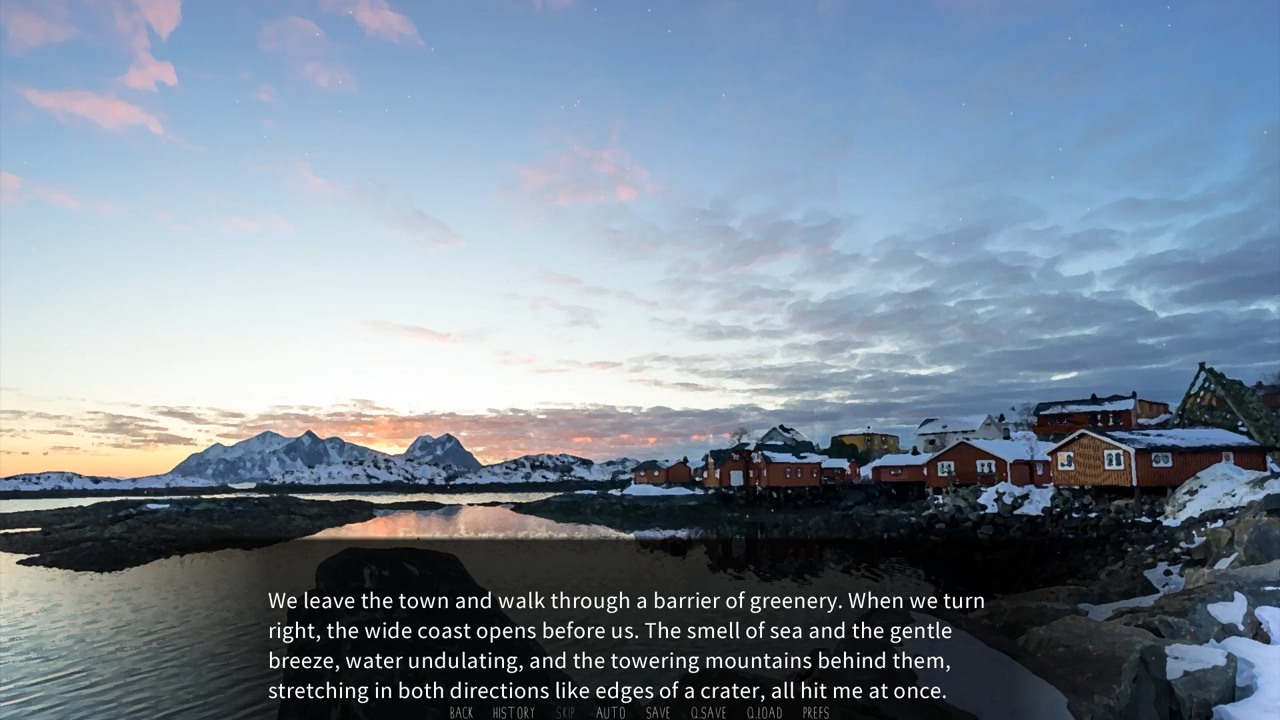 We leave the town and walk through a barrier of greenery. When we turn
right, the wide coast opens before us. The smell of sea and the gentle
breeze, water undulating, and the towering mountains behind them,
stretching in both directions like edges of a crater, all hit me at once.
BACK HISTORY SKIP AUTO SAVE Q.SAVE Q.LOAD PREFS